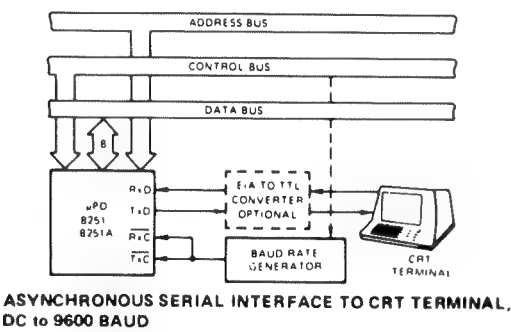 ADDRESS BUS
CONTROL BUS
DATA BUS
8
µPD
8251
8251A
RxD
TxD
RxC
TxC
EIA TO TTL
CONVERTER
OPTIONAL
BAUD RATE
GENERATOR
CRT
TERMINAL
ASYNCHRONOUS SERIAL INTERFACE TO CRT TERMINAL,
DC to 9600 BAUD